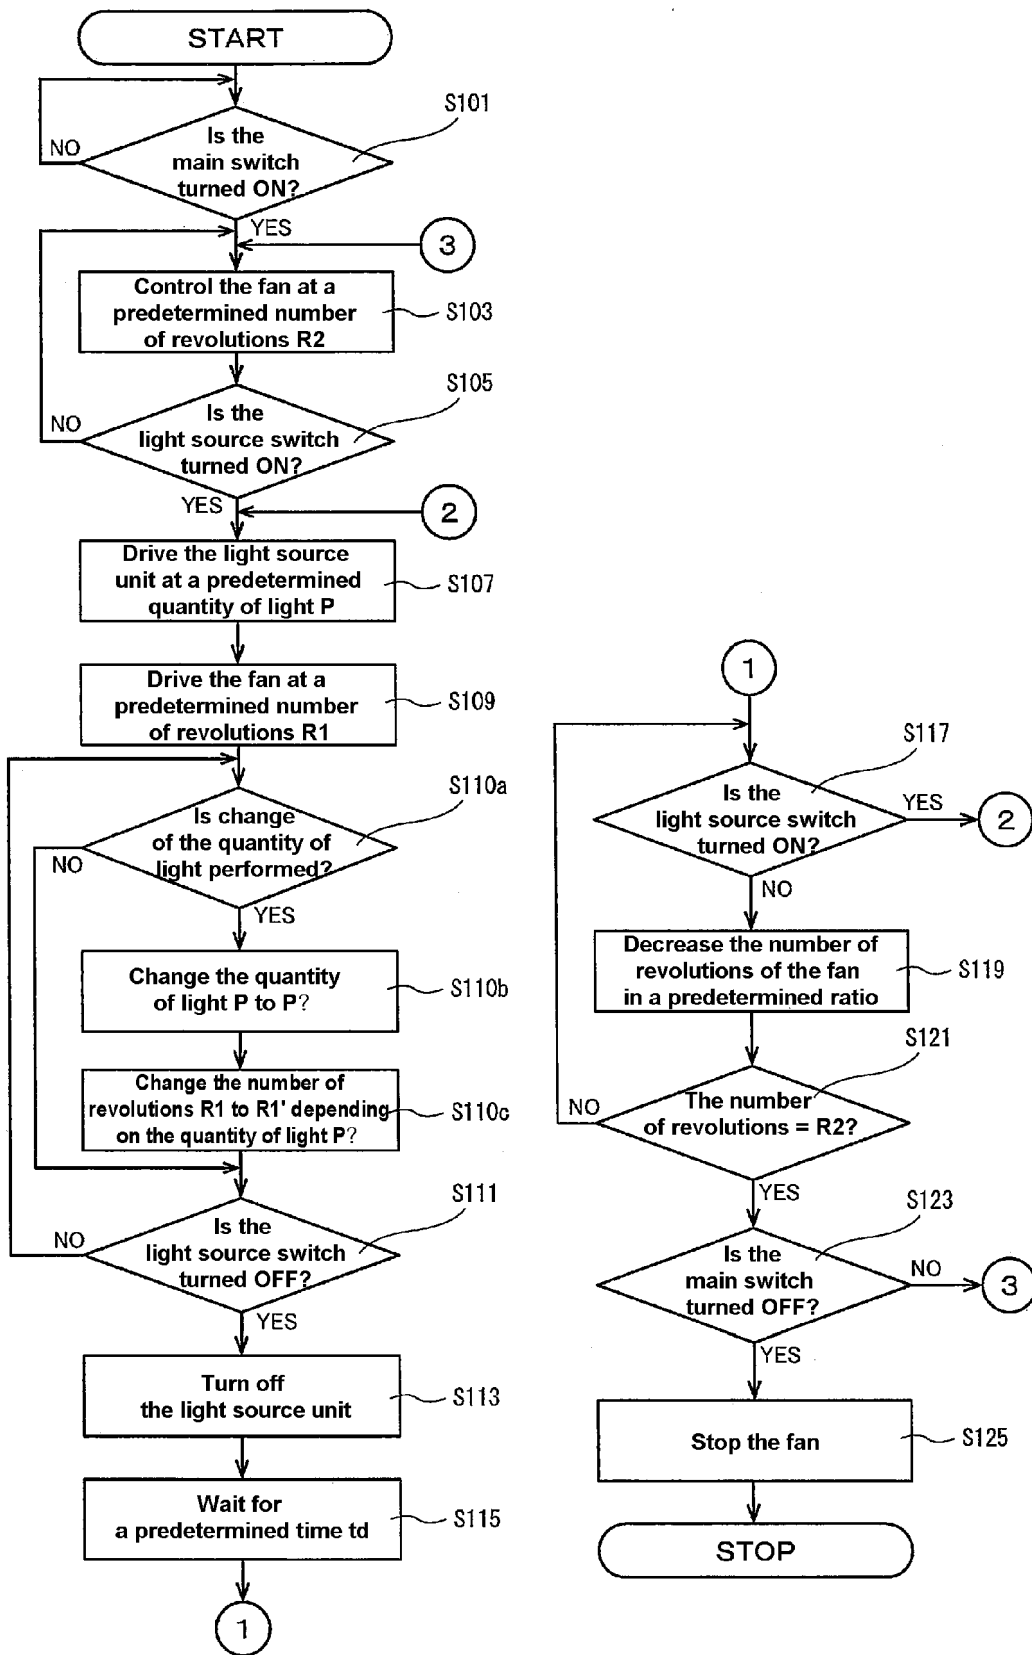 START
S101
Is the
main switch
turned ON?
NO
YES
3
Control the fan at a
predetermined number
of revolutions R2
S103
S105
Is the
light source switch
turned ON?
NO
YES
2
Drive the light source
unit at a predetermined
quantity of light P
S107
Drive the fan at a
predetermined number
of revolutions R1
S109
S110a
Is change
of the quantity of
light performed?
NO
YES
Change the quantity
of light P to P?
S110b
Change the number of
revolutions R1 to R1' depending
on the quantity of light P?
S110c
S111
Is the
light source switch
turned OFF?
NO
YES
Turn off
the light source unit
S113
Wait for
a predetermined time td
S115
1
1
S117
Is the
light source switch
turned ON?
YES
2
NO
Decrease the number of
revolutions of the fan
in a predetermined ratio
S119
S121
The number
of revolutions = R2?
NO
YES
S123
Is the
main switch
turned OFF?
NO
3
YES
Stop the fan
S125
STOP